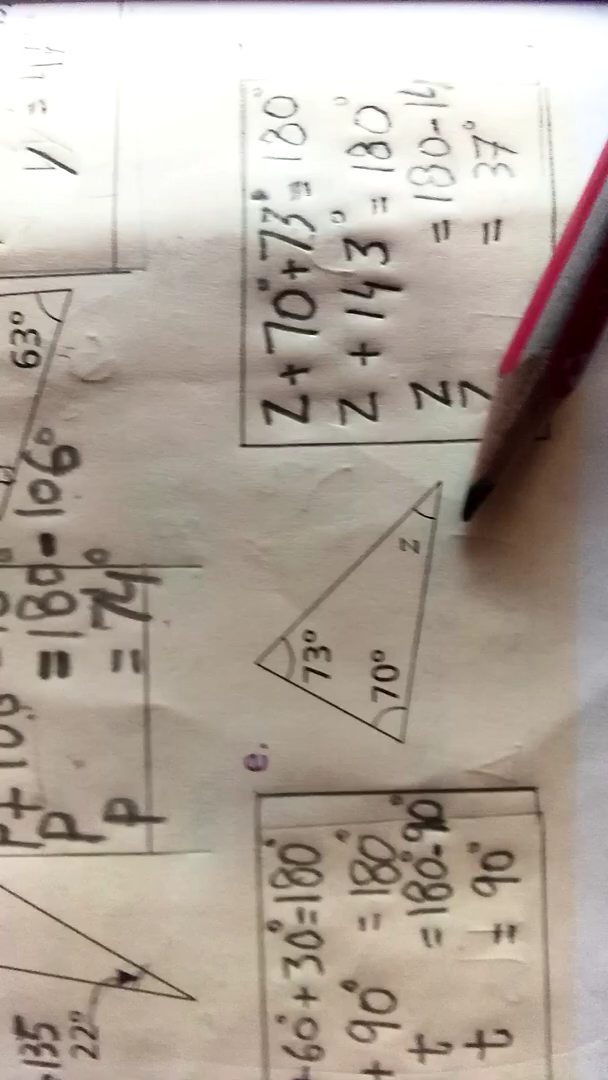 63°
= 180 - 106°
P
P = 74°
135
22°
60° + 30° = 180°
+ 90° = 180°
t = 180° - 90°
t = 90°
e.
73°
70°
z
Z + 70° + 73° = 180°
Z + 143° = 180°
Z = 180 - 14
Z = 37°